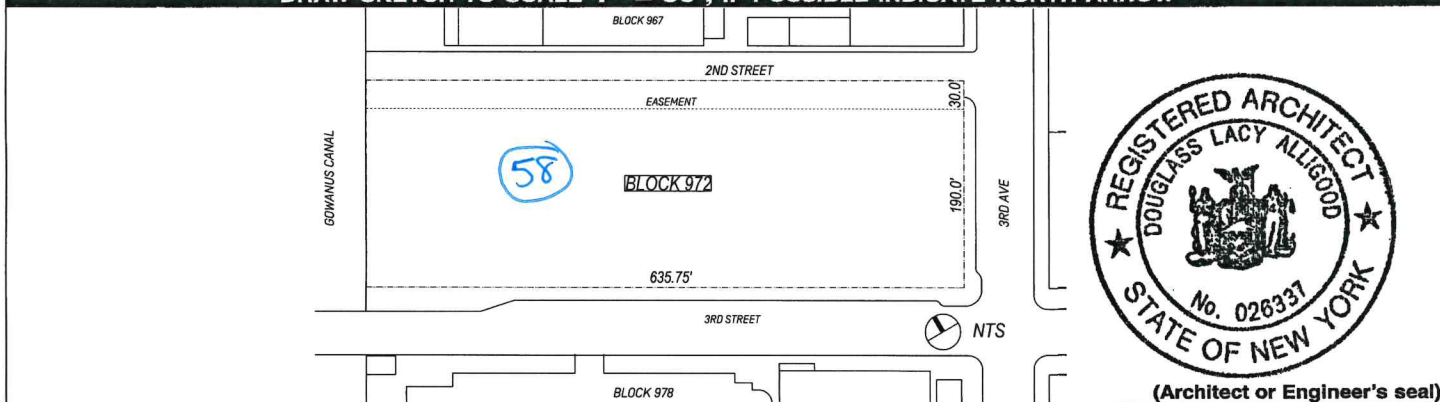 BLOCK 967
2ND STREET
EASEMENT
30.0'
GOWANUS CANAL
58
BLOCK 972
190.0'
3RD AVE
635.75'
3RD STREET
NTS
BLOCK 978
REGISTERED ARCHITECT
DOUGLASS LACY ALLIGOOD
No. 026337
STATE OF NEW YORK
(Architect or Engineer's seal)